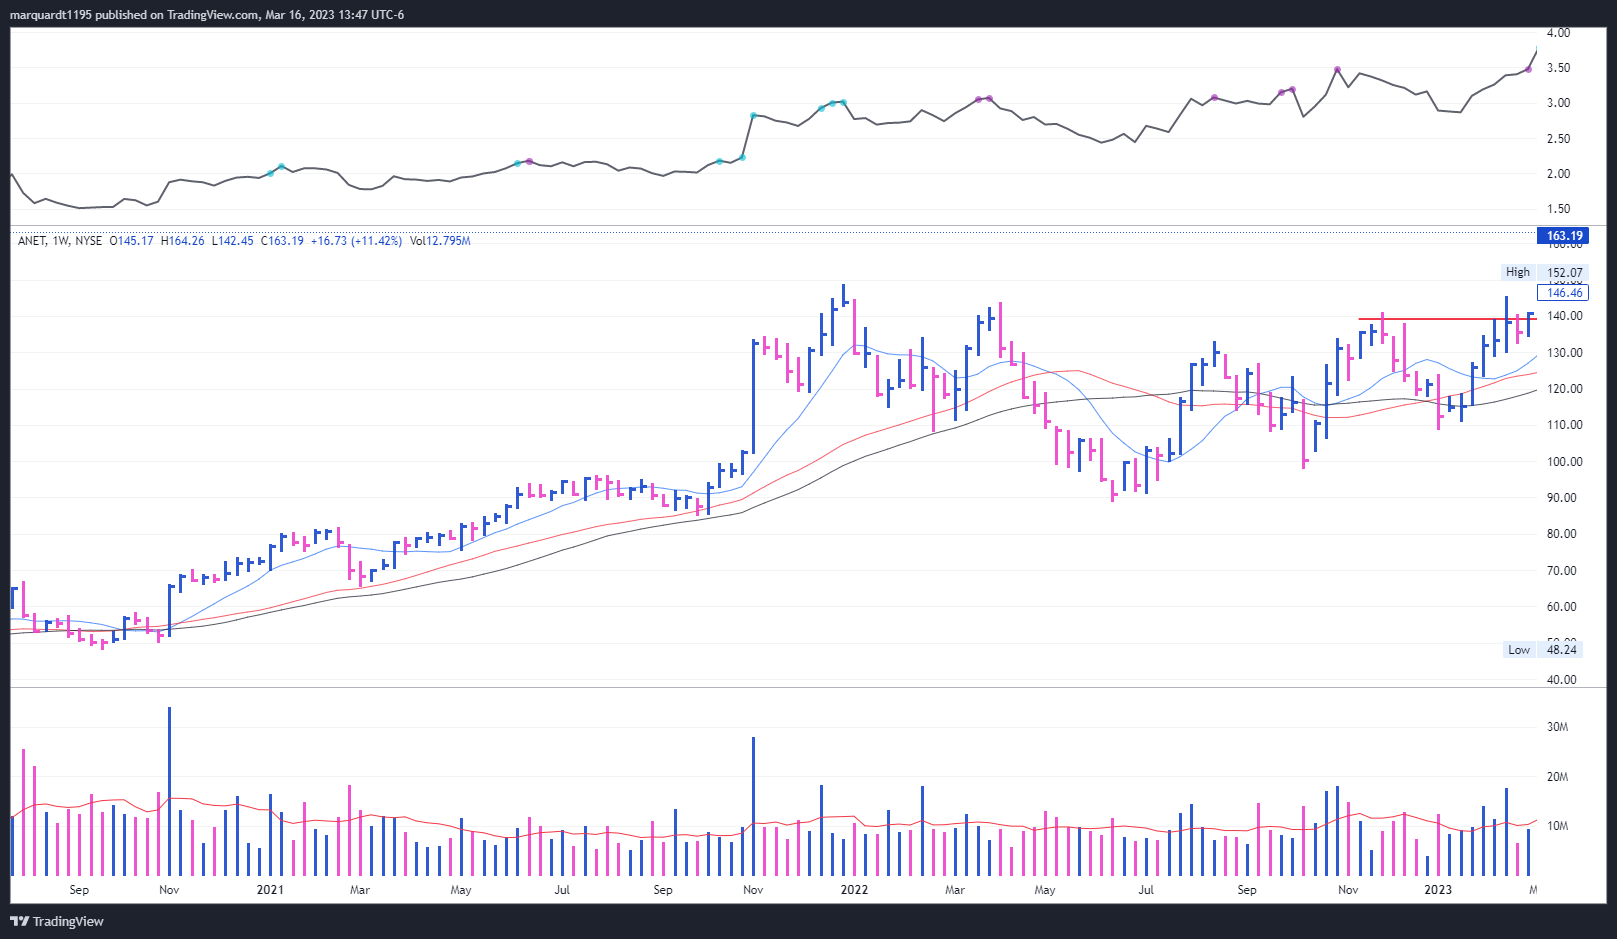 marquardt1195 published on TradingView.com, Mar 16, 2023 13:47 UTC-6
4.00
3.50
3.00
2.50
2.00
1.50
ANET, 1W, NYSE O145.17 H164.26 L142.45 C163.19 +16.73 (+11.42%) Vol12.795M
163.19
160.00
High 152.07
146.46
140.00
130.00
120.00
110.00
100.00
90.00
80.00
70.00
60.00
50.00
Low 48.24
40.00
30M
20M
10M
Sep Nov 2021 Mar May Jul Sep Nov 2022 Mar May Jul Sep Nov 2023 M
TradingView